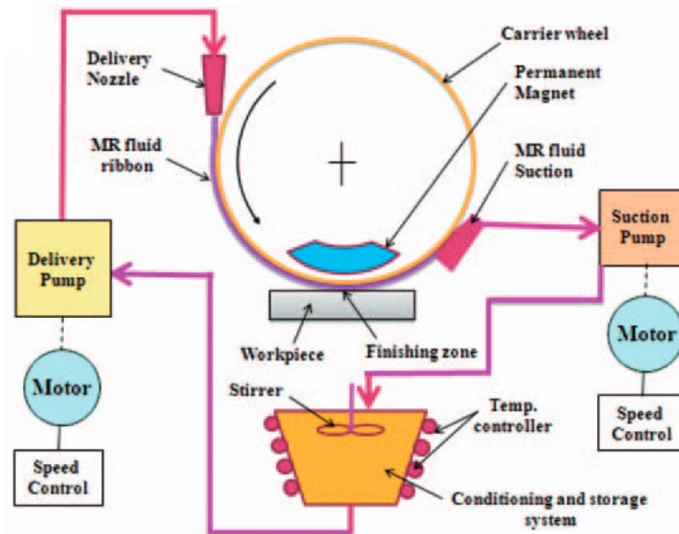 Carrier wheel
Delivery
Nozzle
Permanent
Magnet
MR fluid
ribbon
MR fluid
Suction
Delivery
Pump
Suction
Pump
Workpiece
Finishing zone
Motor
Motor
Stirrer
Temp.
controller
Speed
Control
Speed
Control
Conditioning and storage
system